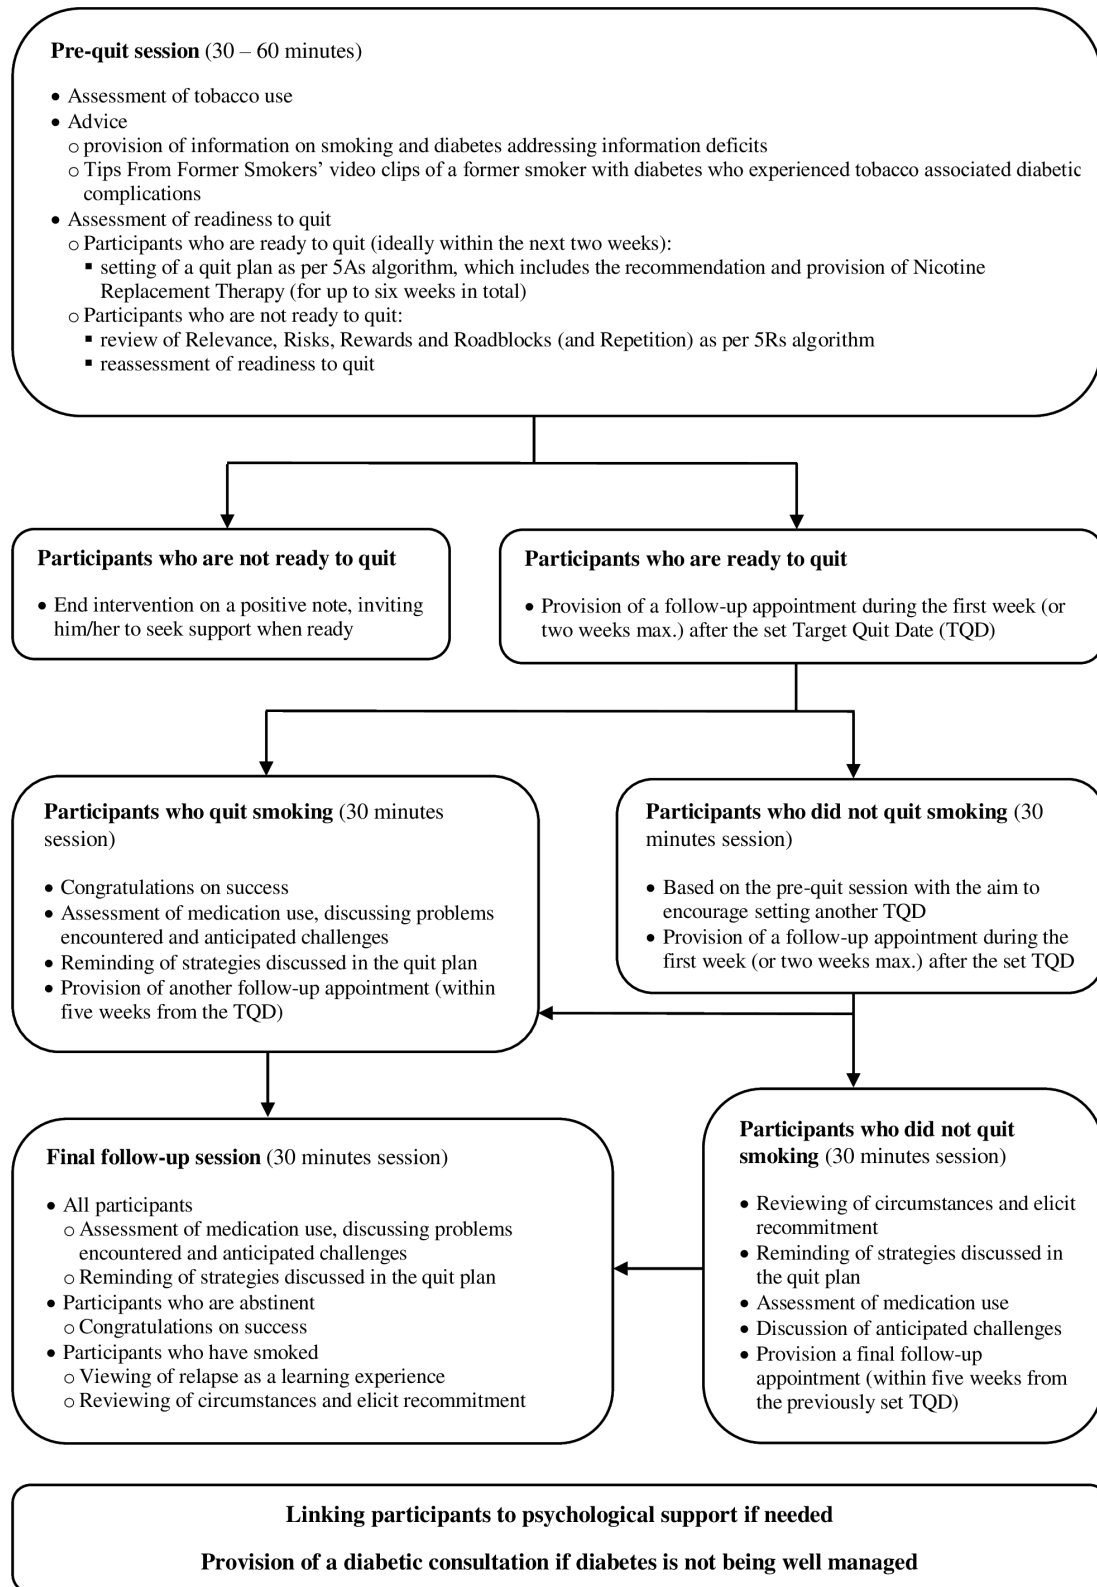 Pre-quit session (30 – 60 minutes)
• Assessment of tobacco use
• Advice
o provision of information on smoking and diabetes addressing information deficits
o Tips From Former Smokers’ video clips of a former smoker with diabetes who experienced tobacco associated diabetic
complications
• Assessment of readiness to quit
o Participants who are ready to quit (ideally within the next two weeks):
▪ setting of a quit plan as per 5As algorithm, which includes the recommendation and provision of Nicotine
Replacement Therapy (for up to six weeks in total)
o Participants who are not ready to quit:
▪ review of Relevance, Risks, Rewards and Roadblocks (and Repetition) as per 5Rs algorithm
▪ reassessment of readiness to quit
Participants who are not ready to quit
• End intervention on a positive note, inviting
him/her to seek support when ready
Participants who are ready to quit
• Provision of a follow-up appointment during the first week (or
two weeks max.) after the set Target Quit Date (TQD)
Participants who quit smoking (30 minutes
session)
• Congratulations on success
• Assessment of medication use, discussing problems
encountered and anticipated challenges
• Reminding of strategies discussed in the quit plan
• Provision of another follow-up appointment (within
five weeks from the TQD)
Participants who did not quit smoking (30
minutes session)
• Based on the pre-quit session with the aim to
encourage setting another TQD
• Provision of a follow-up appointment during the
first week (or two weeks max.) after the set TQD
Final follow-up session (30 minutes session)
• All participants
o Assessment of medication use, discussing problems
encountered and anticipated challenges
o Reminding of strategies discussed in the quit plan
• Participants who are abstinent
o Congratulations on success
• Participants who have smoked
o Viewing of relapse as a learning experience
o Reviewing of circumstances and elicit recommitment
Participants who did not quit
smoking (30 minutes session)
• Reviewing of circumstances and elicit
recommitment
• Reminding of strategies discussed in
the quit plan
• Assessment of medication use
• Discussion of anticipated challenges
• Provision a final follow-up
appointment (within five weeks from
the previously set TQD)
Linking participants to psychological support if needed
Provision of a diabetic consultation if diabetes is not being well managed